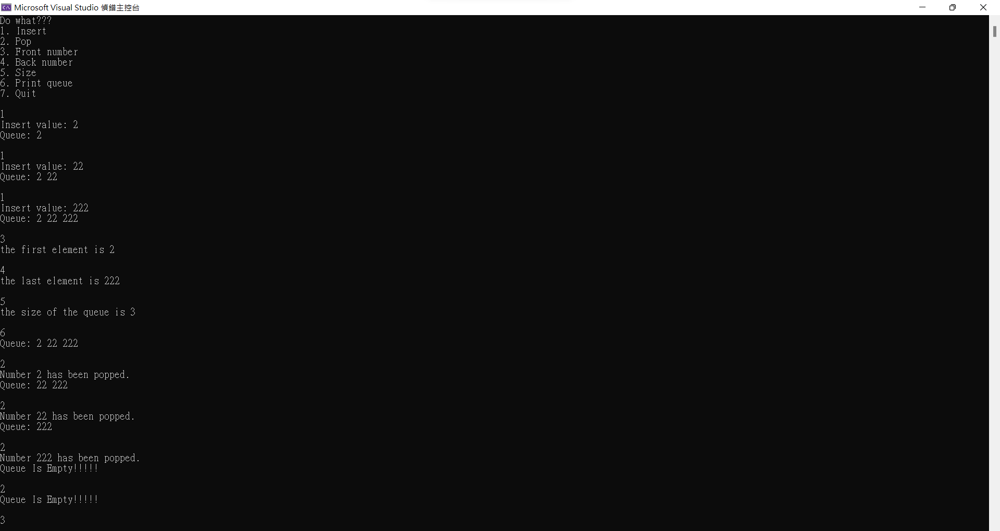 Microsoft Visual Studio 偵錯主控台
Do what???
1. Insert
2. Pop
3. Front number
4. Back number
5. Size
6. Print queue
7. Quit
1
Insert value: 2
Queue: 2
1
Insert value: 22
Queue: 2 22
1
Insert value: 222
Queue: 2 22 222
3
the first element is 2
4
the last element is 222
5
the size of the queue is 3
6
Queue: 2 22 222
2
Number 2 has been popped.
Queue: 22 222
2
Number 22 has been popped.
Queue: 222
2
Number 222 has been popped.
Queue Is Empty!!!!!
2
Queue Is Empty!!!!!
3